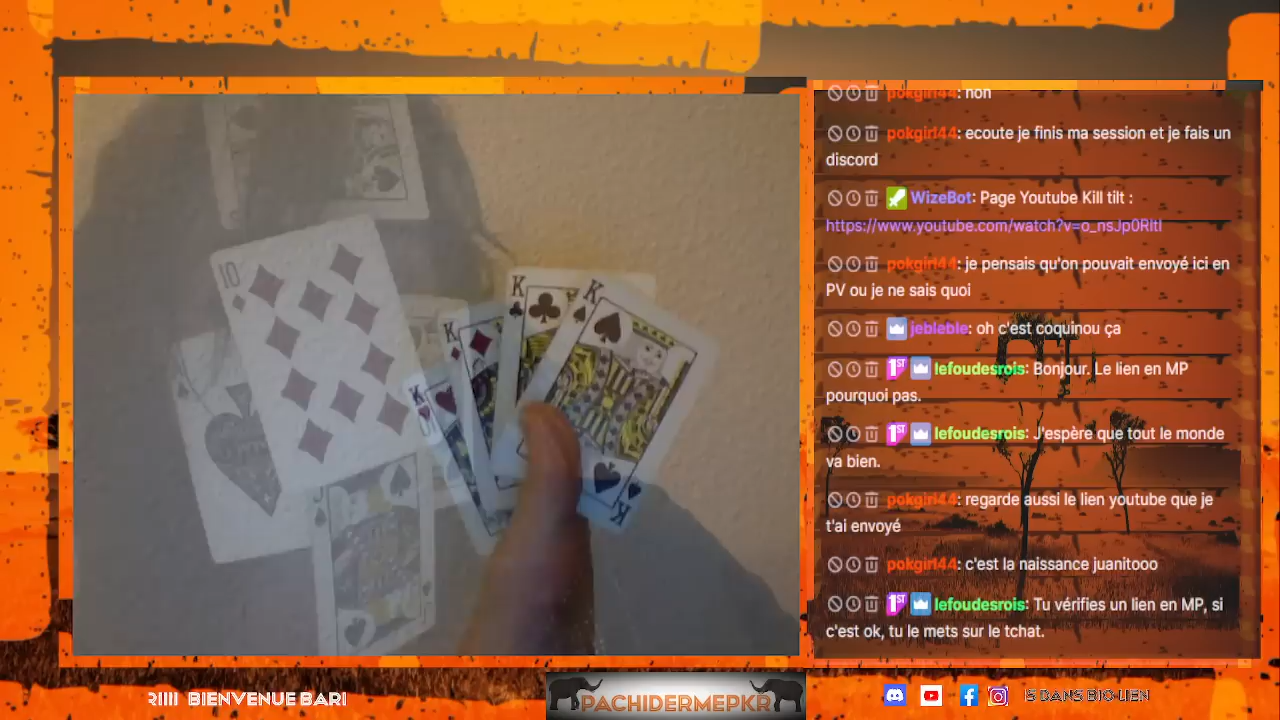 10
K
K
K
K
K
pokgirl44: non
pokgirl44: ecoute je finis ma session et je fais un
discord
WizeBot: Page Youtube Kill tilt :
https://www.youtube.com/watch?v=o_nsJp0RltI
pokgirl44: je pensais qu'on pouvait envoyé ici en
PV ou je ne sais quoi
jebleble: oh c'est coquinou ça
1ST lefoudesrois: Bonjour. Le lien en MP
pourquoi pas.
1ST lefoudesrois: J'espère que tout le monde
va bien.
pokgirl44: regarde aussi le lien youtube que je
t'ai envoyé
pokgirl44: c'est la naissance juanitooo
1ST lefoudesrois: Tu vérifies un lien en MP, si
c'est ok, tu le mets sur le tchat.
BIENVENUE BARI
PACHIDERMEPKR
S DANS BIO LIEN